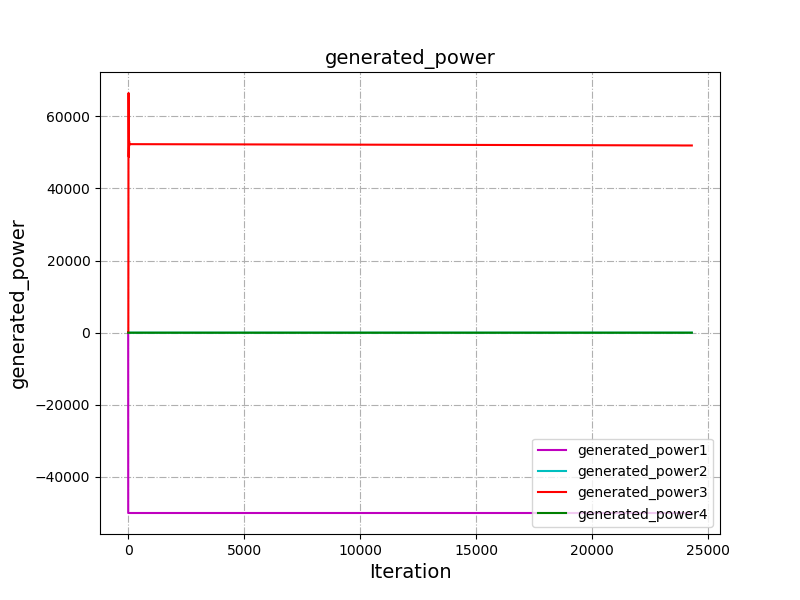 generated_power
60000
40000
20000
0
−20000
−40000
generated_power
generated_power1
generated_power2
generated_power3
generated_power4
0
5000
10000
15000
20000
25000
Iteration